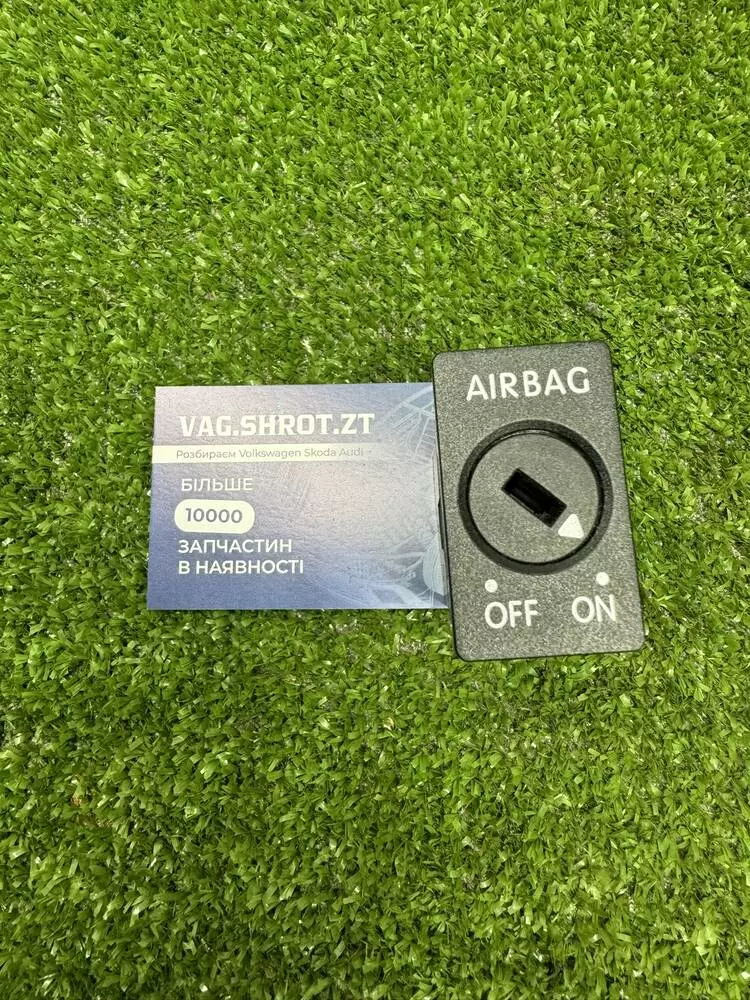 VAG.SHROT.ZT
Розбираєм Volkswagen Skoda Audi
БІЛЬШЕ
10000
ЗАПЧАСТИН
В НАЯВНОСТІ
AIRBAG
OFF ON